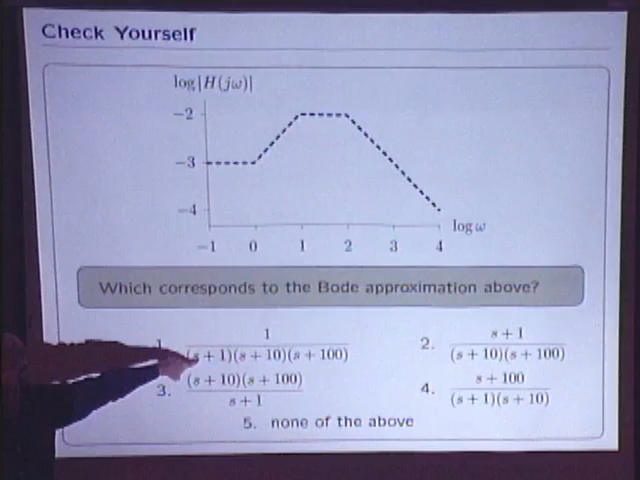 Check Yourself
log|H(jω)|
−2
−3
−4
log ω
−1 0 1 2 3 4
Which corresponds to the Bode approximation above?
1. 1 / (s + 1)(s + 10)(s + 100)
2. s + 1 / (s + 10)(s + 100)
3. (s + 10)(s + 100) / s + 1
4. s + 100 / (s + 1)(s + 10)
5. none of the above